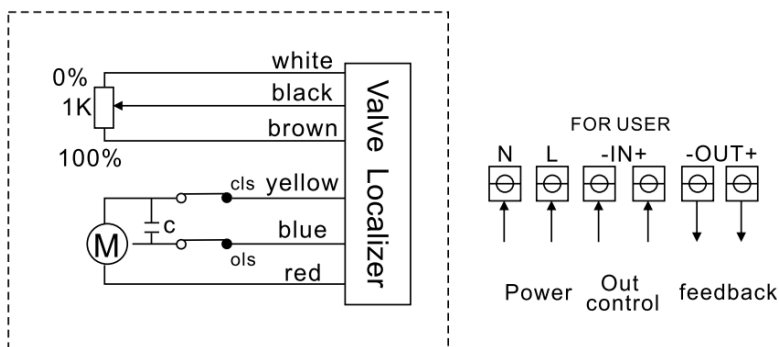 white
0%
1K
black
brown
100%
cls
yellow
C
M
blue
ols
red
Valve Localizer
FOR USER
N L -IN+ -OUT+
Power Out control feedback